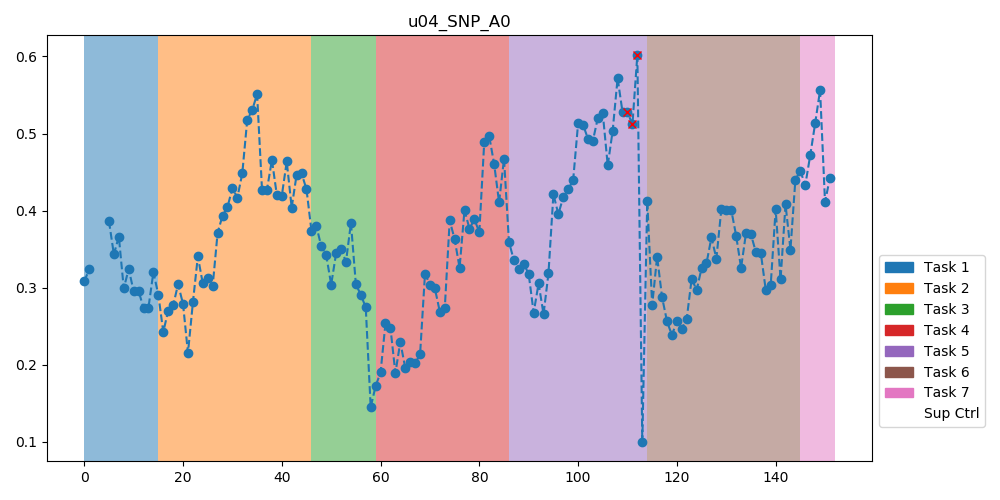 u04_SNP_A0
0.6
0.5
0.4
0.3
0.2
0.1
0 20 40 60 80 100 120 140
Task 1
Task 2
Task 3
Task 4
Task 5
Task 6
Task 7
Sup Ctrl